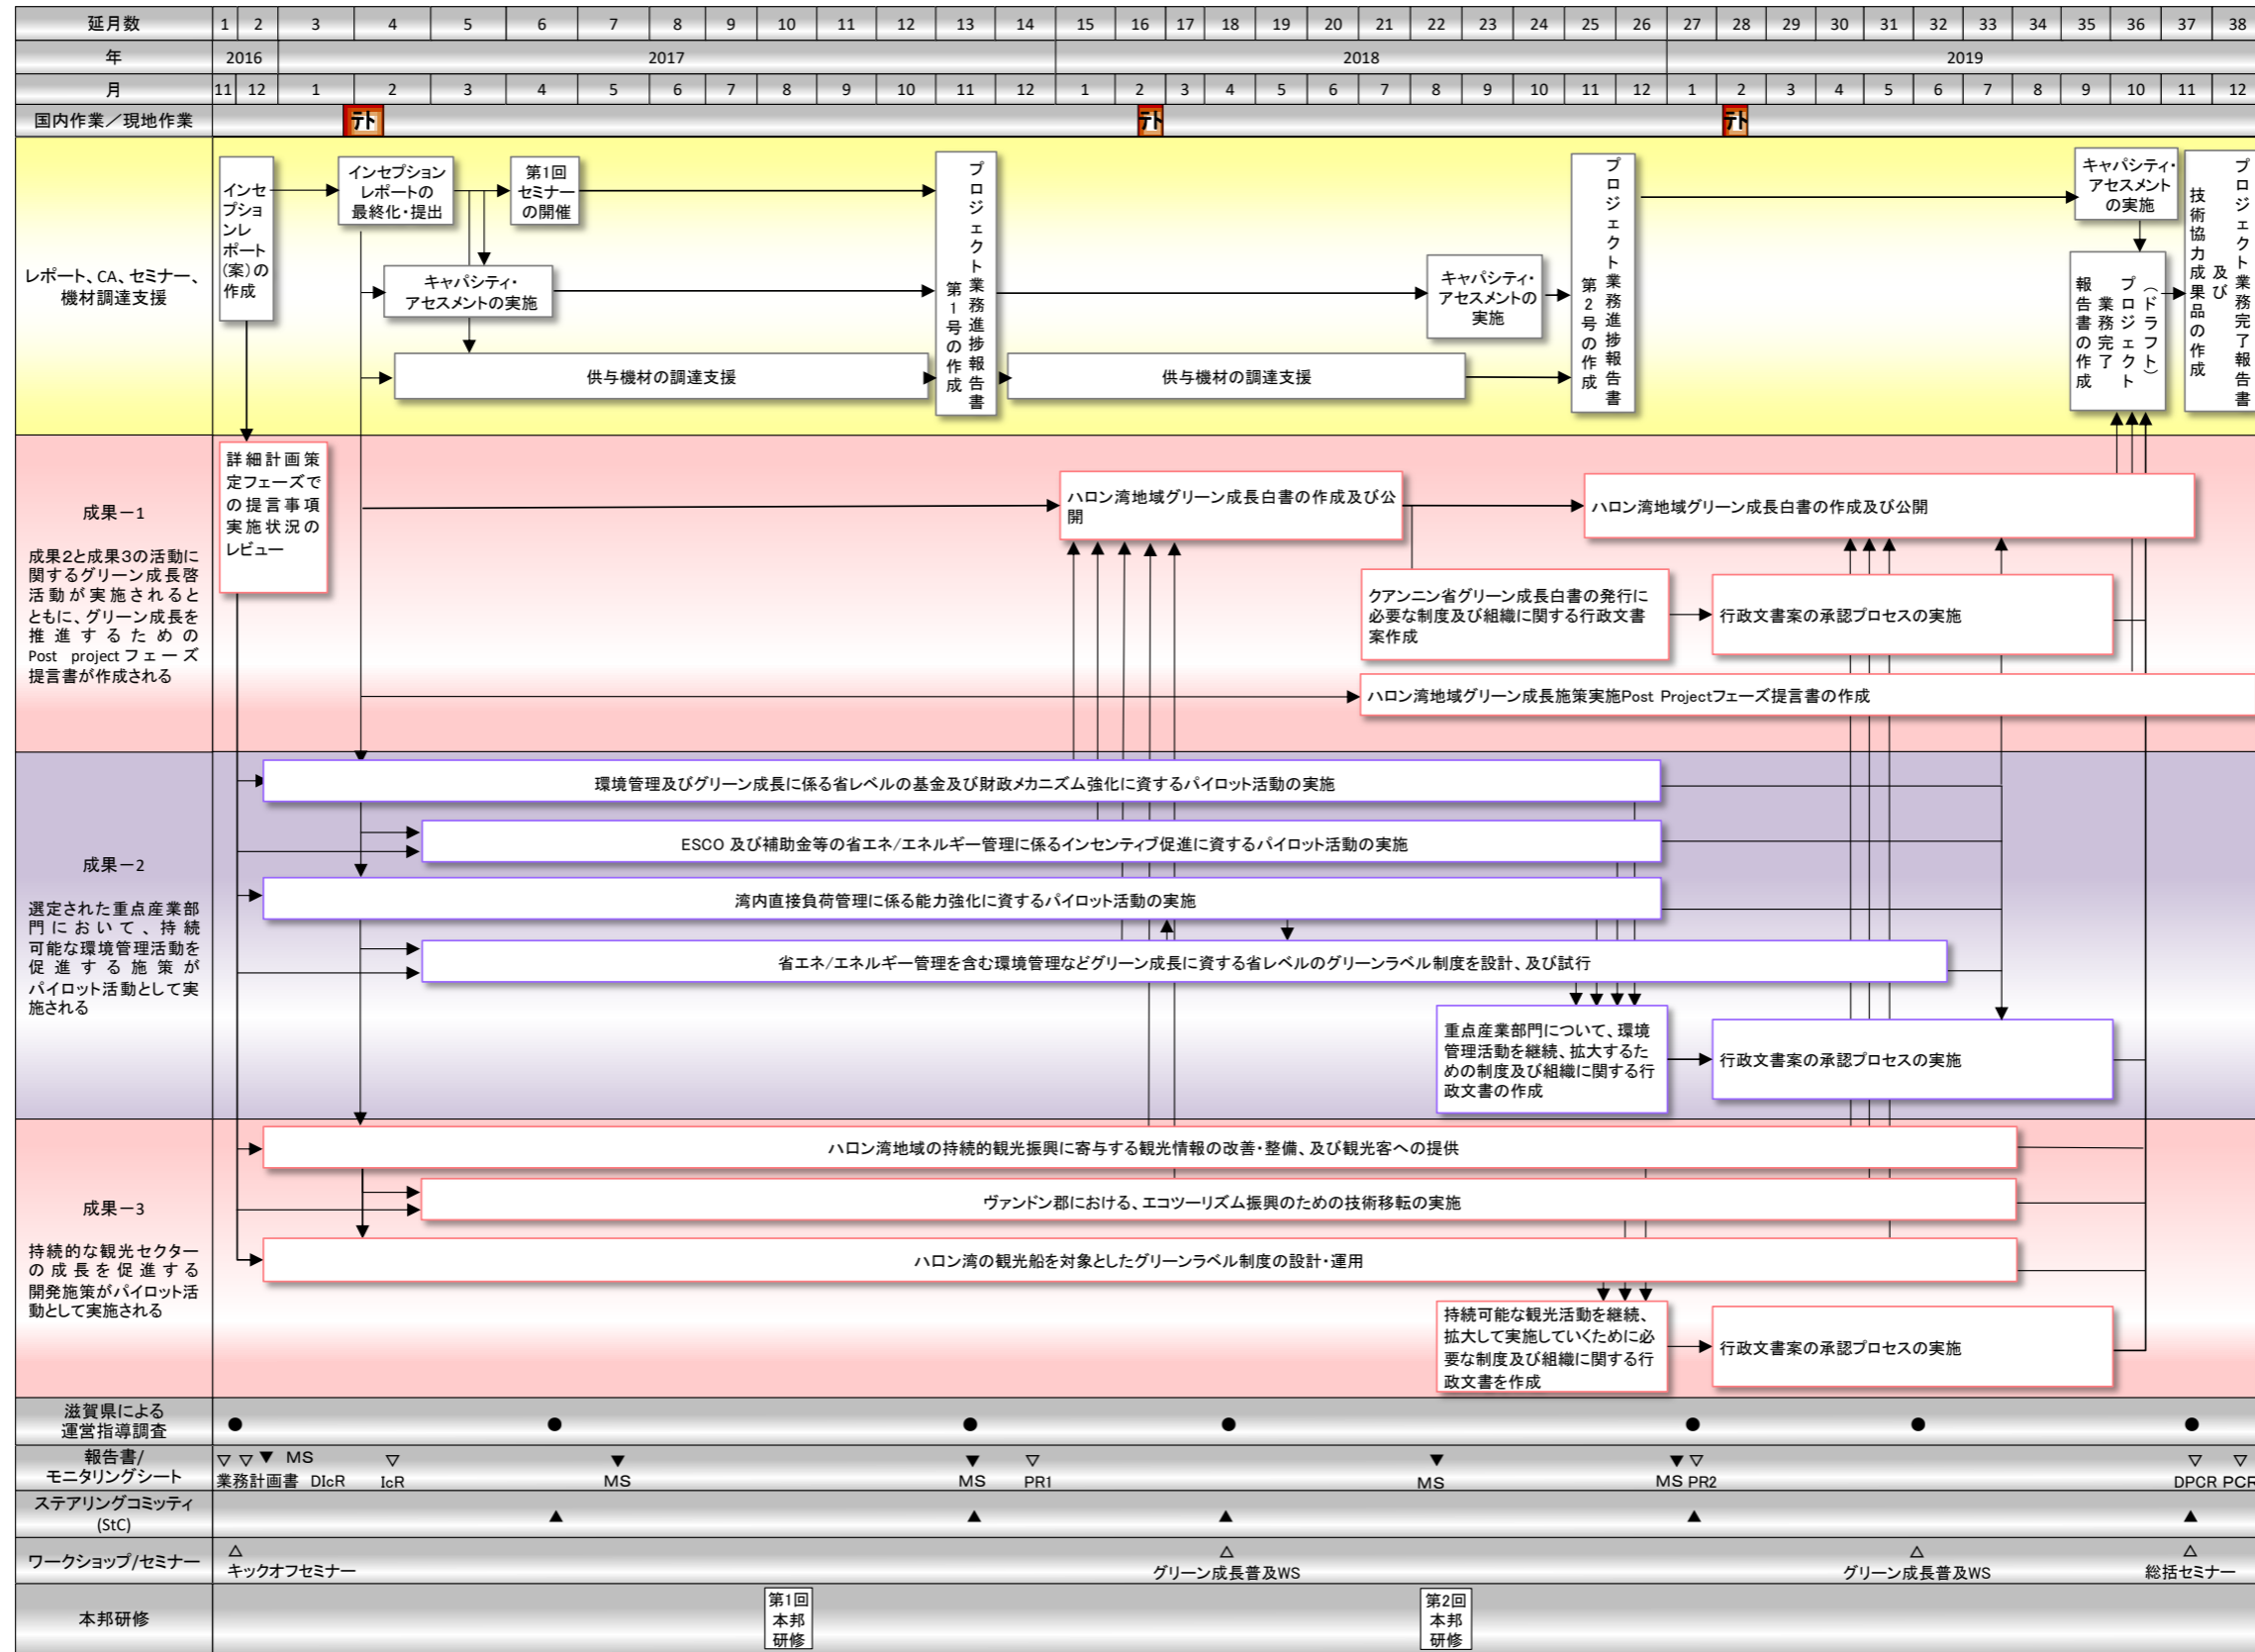 延月数 1 2 3 4 5 6 7 8 9 10 11 12 13 14 15 16 17 18 19 20 21 22 23 24 25 26 27 28 29 30 31 32 33 34 35 36 37 38
年 2016 2017 2018 2019
月 11 12 1 2 3 4 5 6 7 8 9 10 11 12 1 2 3 4 5 6 7 8 9 10 11 12 1 2 3 4 5 6 7 8 9 10 11 12
国内作業／現地作業 テト テト テト
レポート、CA、セミナー、
機材調達支援
インセ
プショ
ンレ
ポート
(案)の
作成
インセプション
レポートの
最終化・提出
第1回
セミナー
の開催
キャパシティ・
アセスメントの実施
供与機材の調達支援
プロジェクト業務進捗報告書
第1号の作成
供与機材の調達支援
キャパシティ・
アセスメントの
実施
プロジェクト業務進捗報告書
第2号の作成
キャパシティ・
アセスメント
の実施
（ドラフト）
プロジェクト
業務完了
報告書の作成
プロジェクト業務完了報告書
及び
技術協力成果品の作成
成果－1
成果2と成果3の活動に
関するグリーン成長啓
活動が実施されると
ともに、グリーン成長を
推進するための
Post projectフェーズ
提言書が作成される
詳細計画策
定フェーズで
の提言事項
実施状況の
レビュー
ハロン湾地域グリーン成長白書の作成及び公
開
ハロン湾地域グリーン成長白書の作成及び公開
クアンニン省グリーン成長白書の発行に
必要な制度及び組織に関する行政文書
案作成
行政文書案の承認プロセスの実施
ハロン湾地域グリーン成長施策実施Post Projectフェーズ提言書の作成
成果－2
選定された重点産業部
門において、持続
可能な環境管理活動を
促進する施策が
パイロット活動として実
施される
環境管理及びグリーン成長に係る省レベルの基金及び財政メカニズム強化に資するパイロット活動の実施
ESCO 及び補助金等の省エネ/エネルギー管理に係るインセンティブ促進に資するパイロット活動の実施
湾内直接負荷管理に係る能力強化に資するパイロット活動の実施
省エネ/エネルギー管理を含む環境管理などグリーン成長に資する省レベルのグリーンラベル制度を設計、及び試行
重点産業部門について、環境
管理活動を継続、拡大するた
めの制度及び組織に関する行
政文書の作成
行政文書案の承認プロセスの実施
成果－3
持続的な観光セクター
の成長を促進する
開発施策がパイロット活
動として実施される
ハロン湾地域の持続的観光振興に寄与する観光情報の改善・整備、及び観光客への提供
ヴァンドン郡における、エコツーリズム振興のための技術移転の実施
ハロン湾の観光船を対象としたグリーンラベル制度の設計・運用
持続可能な観光活動を継続、
拡大して実施していくために必
要な制度及び組織に関する行
政文書を作成
行政文書案の承認プロセスの実施
滋賀県による
運営指導調査
● ● ● ● ● ● ●
報告書/
モニタリングシート
▽ ▽ ▼ MS ▽ ▼ ▼ ▽ ▼ ▼ ▽ ▽ ▽
業務計画書 DIcR IcR MS MS PR1 MS MS PR2 DPCR PCR
ステアリングコミッティ
(StC)
▲ ▲ ▲ ▲ ▲
ワークショップ/セミナー
△ △ △ △
キックオフセミナー グリーン成長普及WS グリーン成長普及WS 総括セミナー
本邦研修
第1回
本邦
研修
第2回
本邦
研修